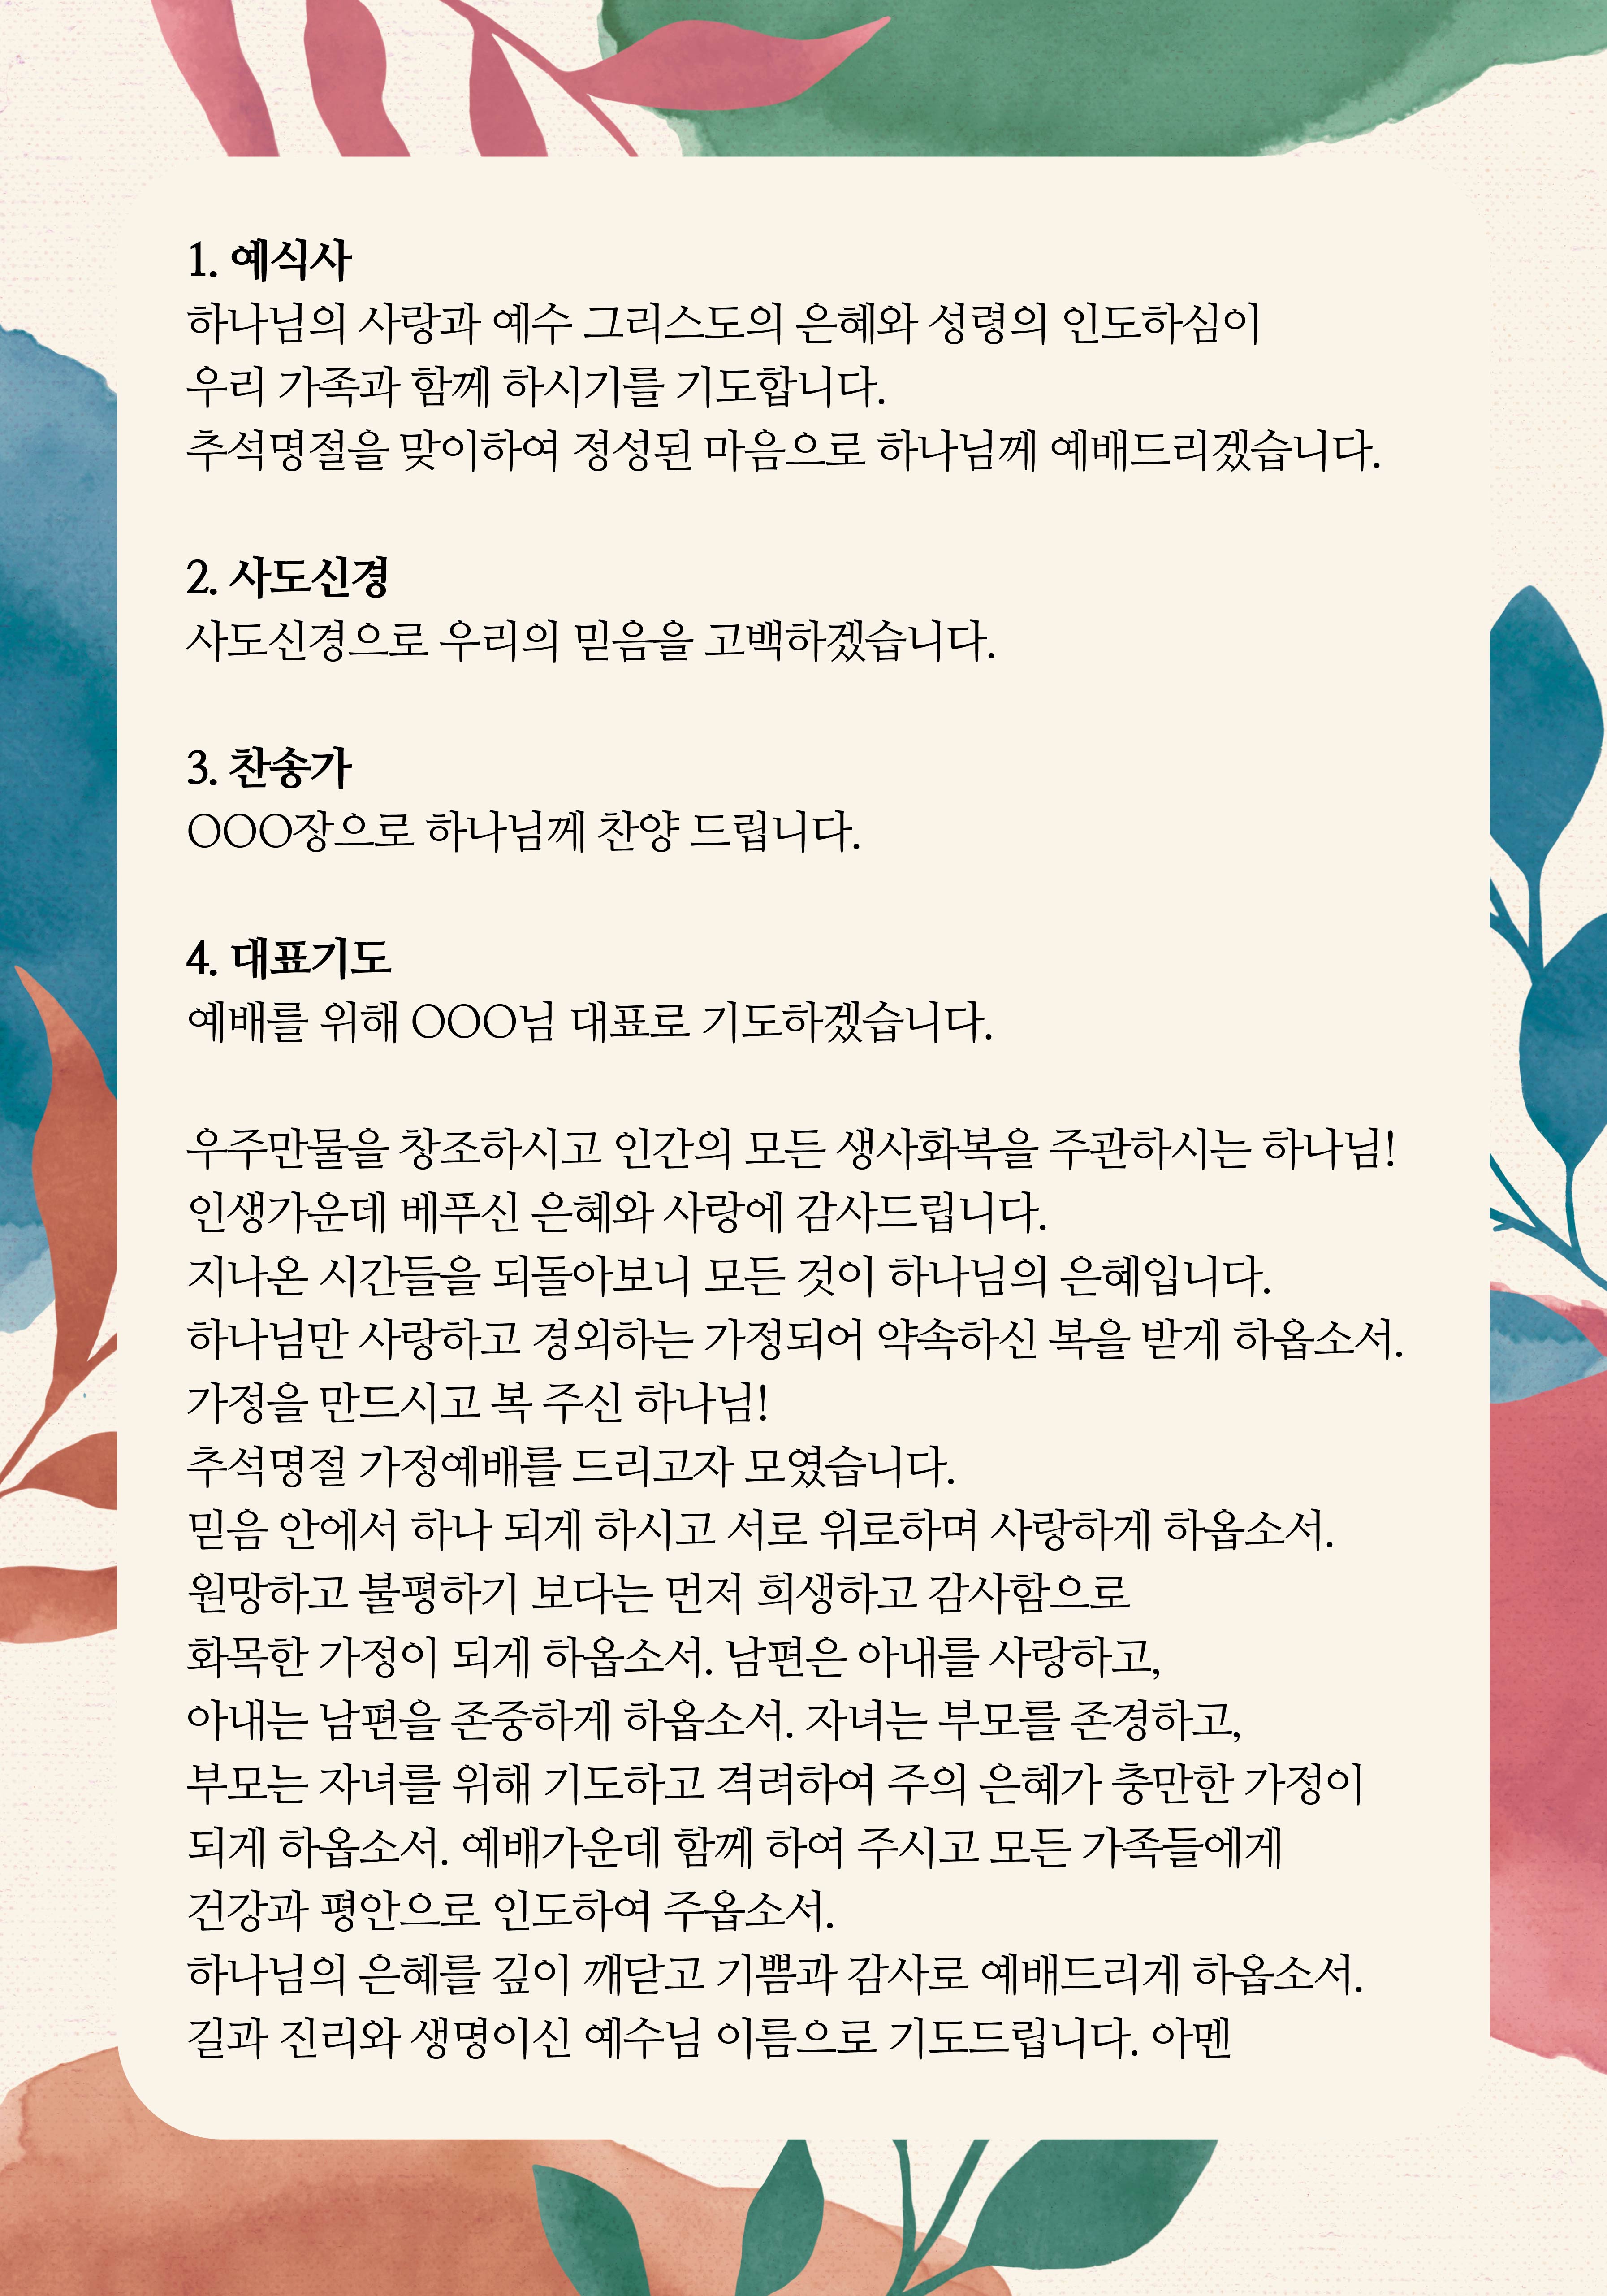 1. 예식사
하나님의 사랑과 예수 그리스도의 은혜와 성령의 인도하심이
우리 가족과 함께 하시기를 기도합니다.
추석명절을 맞이하여 정성된 마음으로 하나님께 예배드리겠습니다.
2. 사도신경
사도신경으로 우리의 믿음을 고백하겠습니다.
3. 찬송가
OOO장으로 하나님께 찬양 드립니다.
4. 대표기도
예배를 위해 OOO님 대표로 기도하겠습니다.
우주만물을 창조하시고 인간의 모든 생사화복을 주관하시는 하나님!
인생가운데 베푸신 은혜와 사랑에 감사드립니다.
지나온 시간들을 되돌아보니 모든 것이 하나님의 은혜입니다.
하나님만 사랑하고 경외하는 가정되어 약속하신 복을 받게 하옵소서.
가정을 만드시고 복 주신 하나님!
추석명절 가정예배를 드리고자 모였습니다.
믿음 안에서 하나 되게 하시고 서로 위로하며 사랑하게 하옵소서.
원망하고 불평하기 보다는 먼저 희생하고 감사함으로
화목한 가정이 되게 하옵소서. 남편은 아내를 사랑하고,
아내는 남편을 존중하게 하옵소서. 자녀는 부모를 존경하고,
부모는 자녀를 위해 기도하고 격려하여 주의 은혜가 충만한 가정이
되게 하옵소서. 예배가운데 함께 하여 주시고 모든 가족들에게
건강과 평안으로 인도하여 주옵소서.
하나님의 은혜를 깊이 깨닫고 기쁨과 감사로 예배드리게 하옵소서.
길과 진리와 생명이신 예수님 이름으로 기도드립니다. 아멘